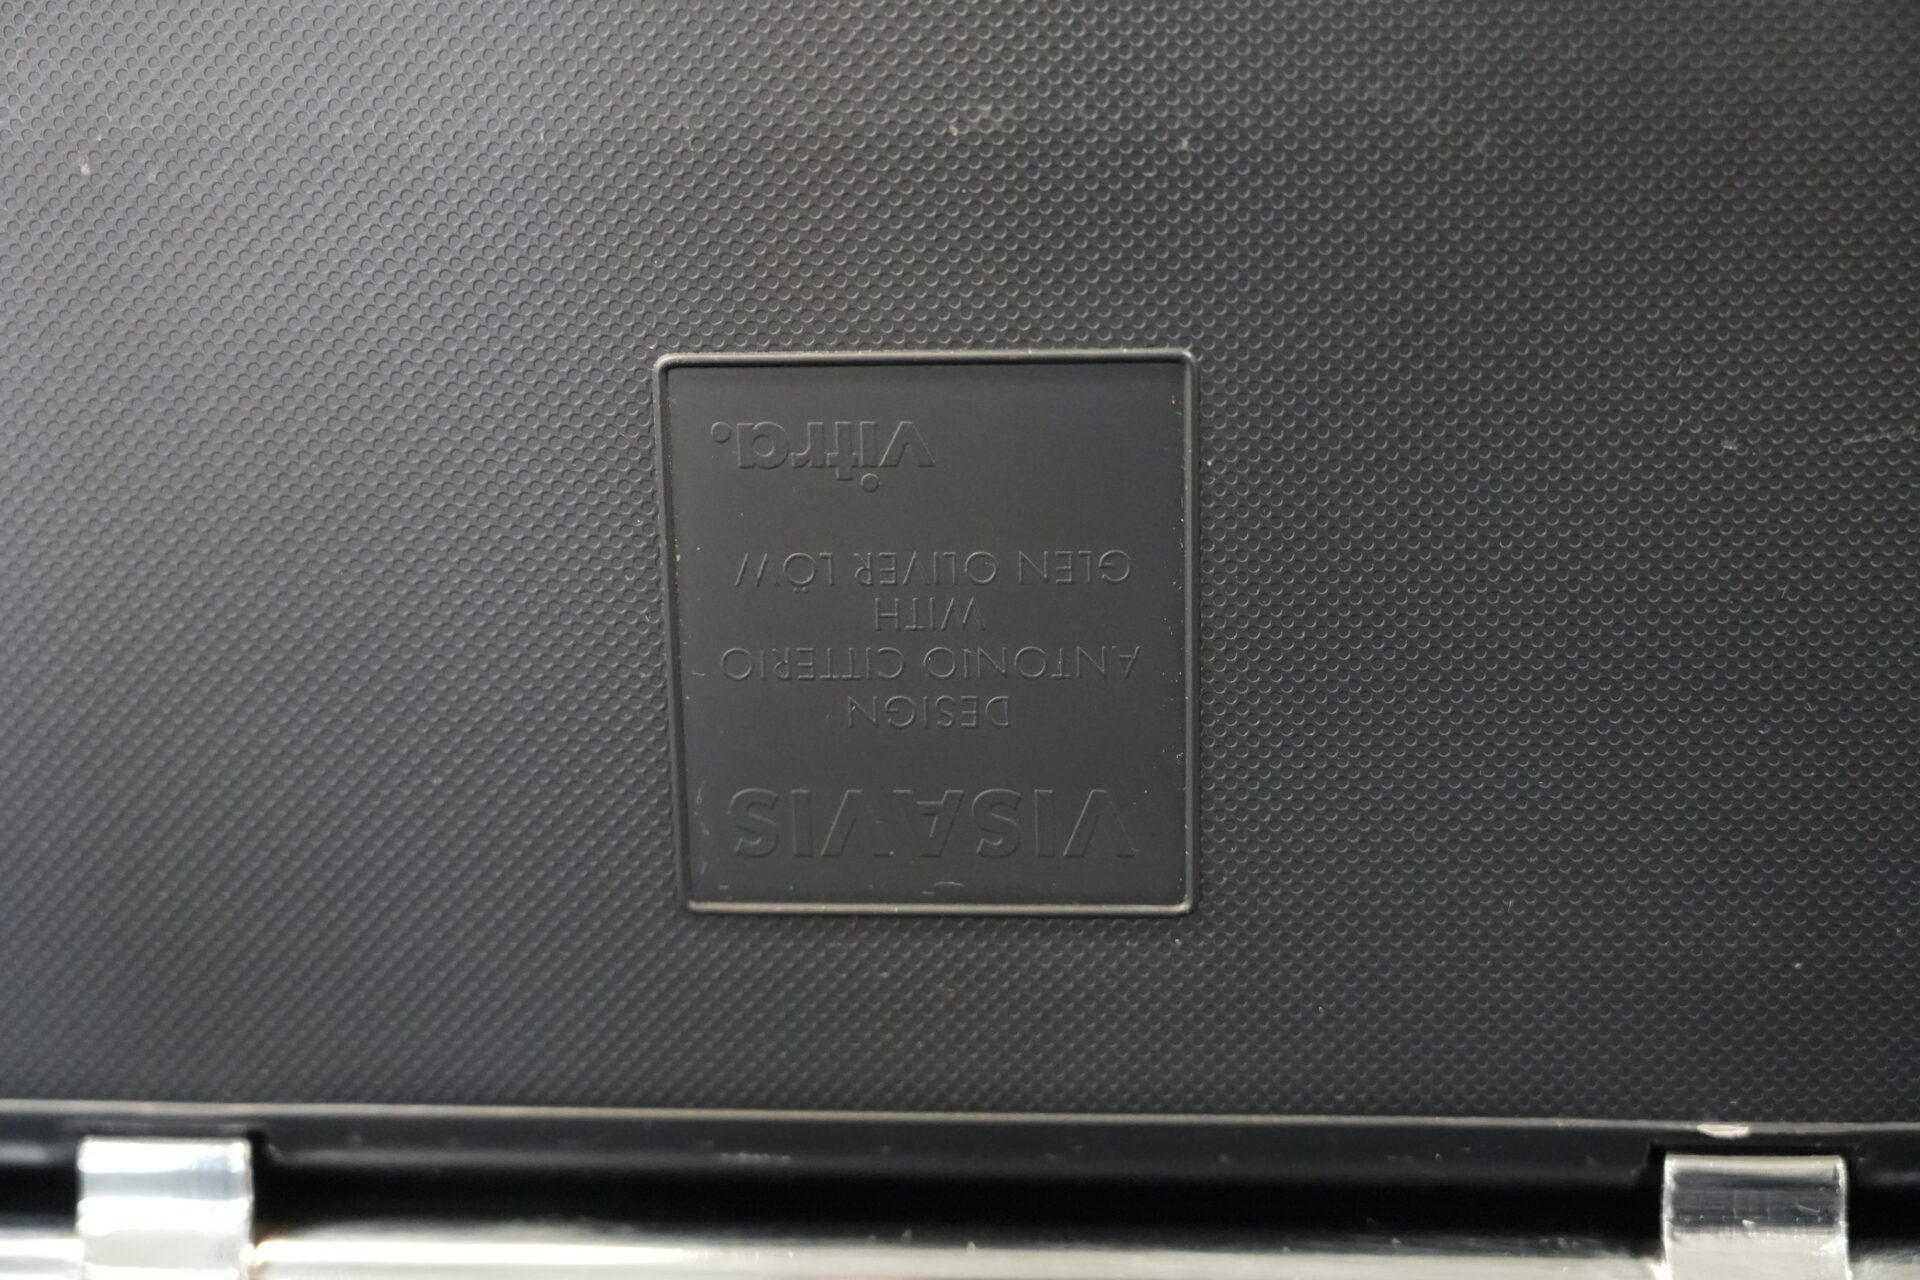 VISAVIS
DESIGN
ANTONIO CITTERIO
WITH
GLEN OLIVER LÖW
vitra.